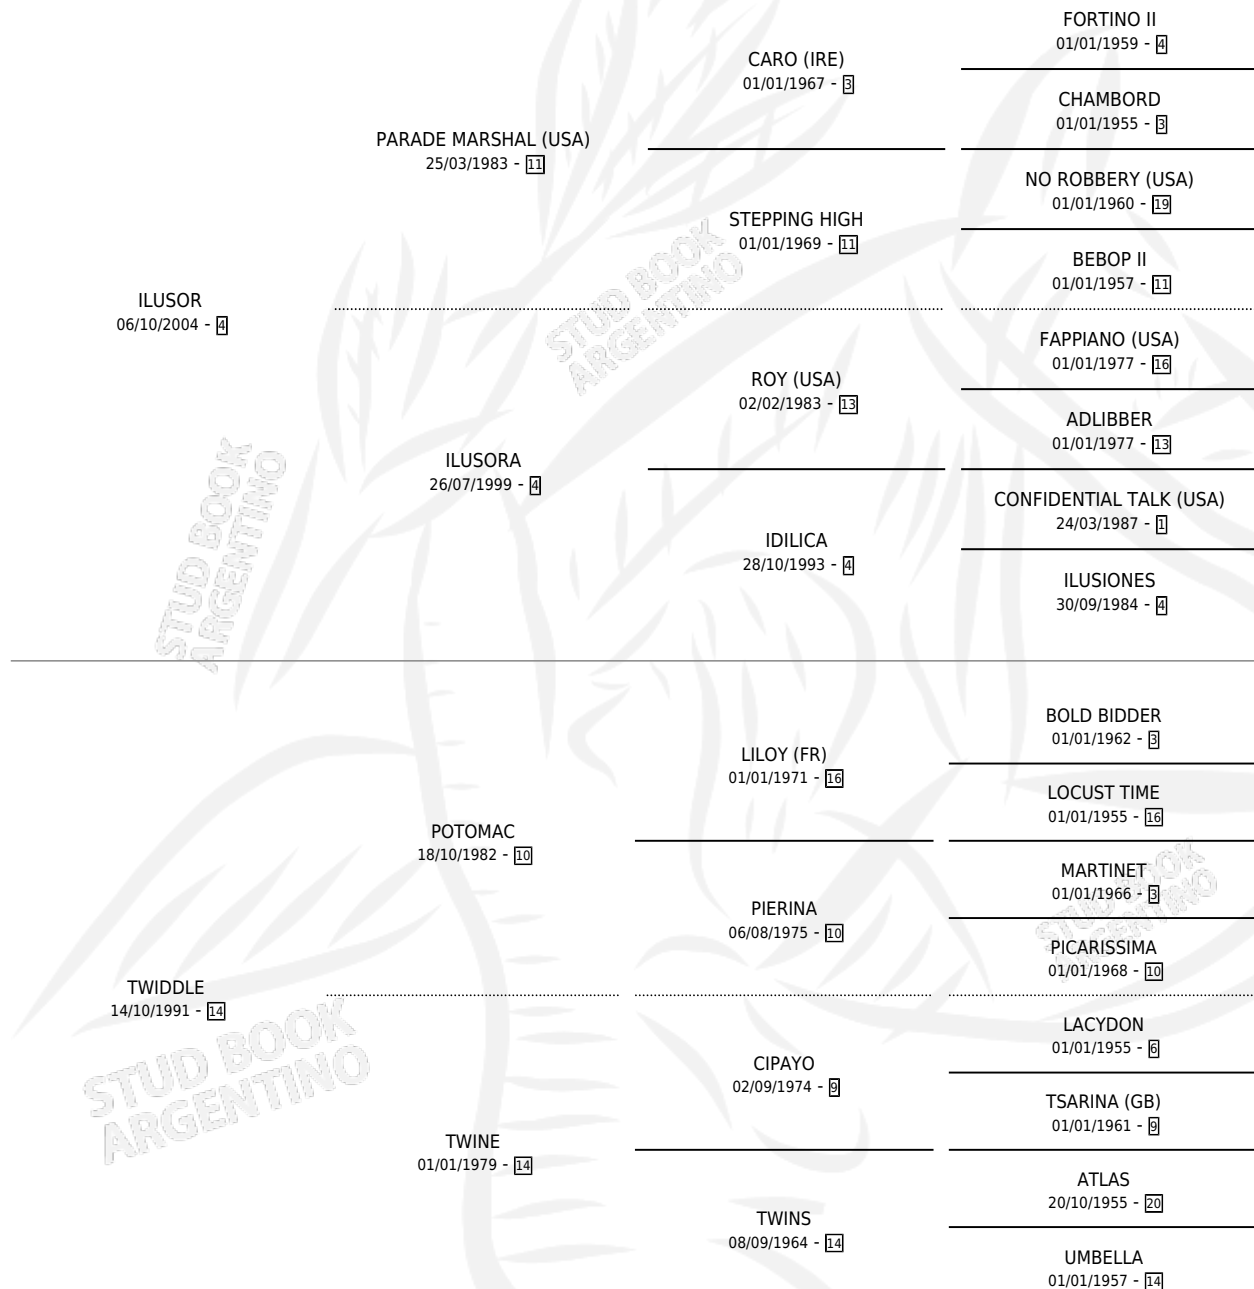 FORTINO II
01/01/1959 - 4
CARO (IRE)
01/01/1967 - 3
CHAMBORD
01/01/1955 - 3
PARADE MARSHAL (USA)
25/03/1983 - 11
NO ROBBERY (USA)
01/01/1960 - 19
STEPPING HIGH
01/01/1969 - 11
BEBOP II
01/01/1957 - 11
ILUSOR
06/10/2004 - 4
FAPPIANO (USA)
01/01/1977 - 16
ROY (USA)
02/02/1983 - 13
ADLIBBER
01/01/1977 - 13
ILUSORA
26/07/1999 - 4
CONFIDENTIAL TALK (USA)
24/03/1987 - 1
IDILICA
28/10/1993 - 4
ILUSIONES
30/09/1984 - 4
BOLD BIDDER
01/01/1962 - 3
LILOY (FR)
01/01/1971 - 16
LOCUST TIME
01/01/1955 - 16
POTOMAC
18/10/1982 - 10
MARTINET
01/01/1966 - 3
PIERINA
06/08/1975 - 10
PICARISSIMA
01/01/1968 - 10
TWIDDLE
14/10/1991 - 14
LACYDON
01/01/1955 - 6
CIPAYO
02/09/1974 - 9
TSARINA (GB)
01/01/1961 - 9
TWINE
01/01/1979 - 14
ATLAS
20/10/1955 - 20
TWINS
08/09/1964 - 14
UMBELLA
01/01/1957 - 14
STUD BOOK
ARGENTINO
STUD BOOK
ARGENTINO
STUD BOOK
ARGENTINO
STUD BOOK
ARGENTINO